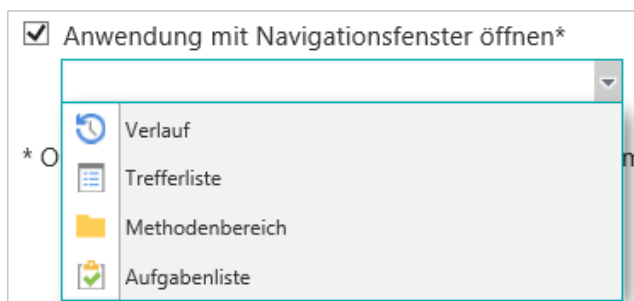 Anwendung mit Navigationsfenster öffnen*
Verlauf
* O
Trefferliste
Methodenbereich
Aufgabenliste